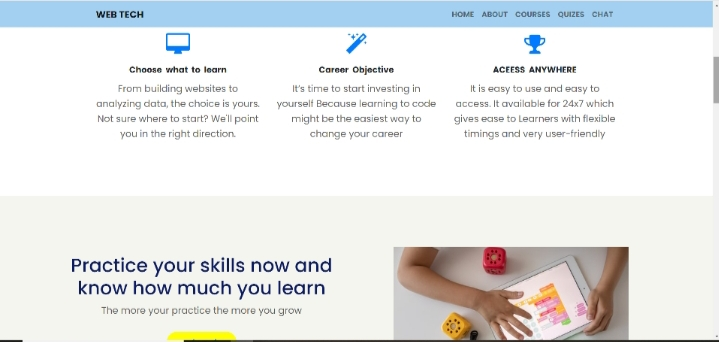 WEB TECH
HOME ABOUT COURSES QUIZES CHAT
Choose what to learn
From building websites to
analyzing data, the choice is yours.
Not sure where to start? We'll point
you in the right direction.
Career Objective
It's time to start investing in
yourself Because learning to code
might be the easiest way to
change your career
ACEESS ANYWHERE
It is easy to use and easy to
access. It available for 24x7 which
gives ease to Learners with flexible
timings and very user-friendly
Practice your skills now and
know how much you learn
The more your practice the more you grow